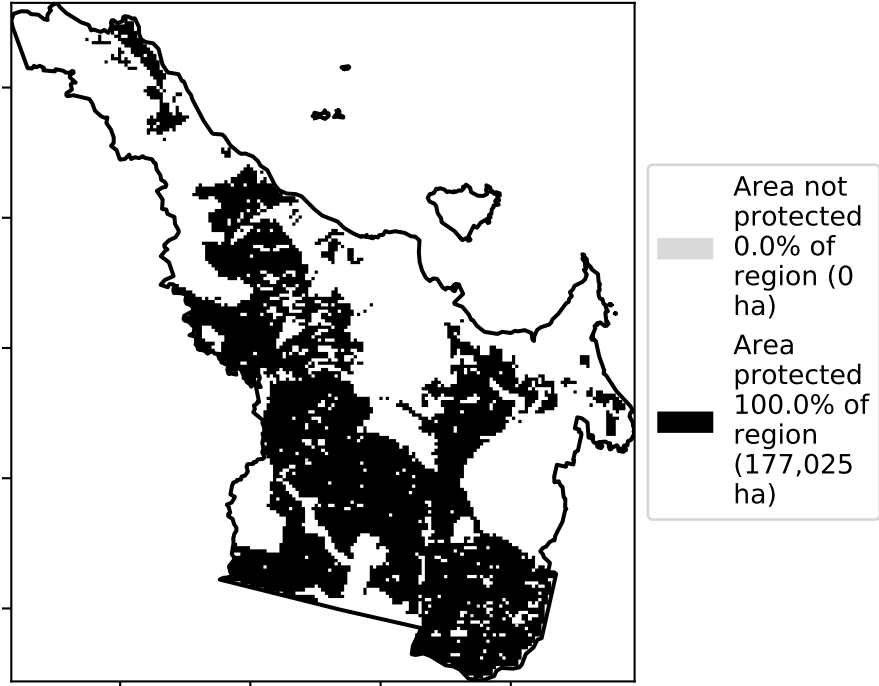 Area not
protected
0.0% of
region (0
ha)
Area
protected
100.0% of
region
(177,025
ha)